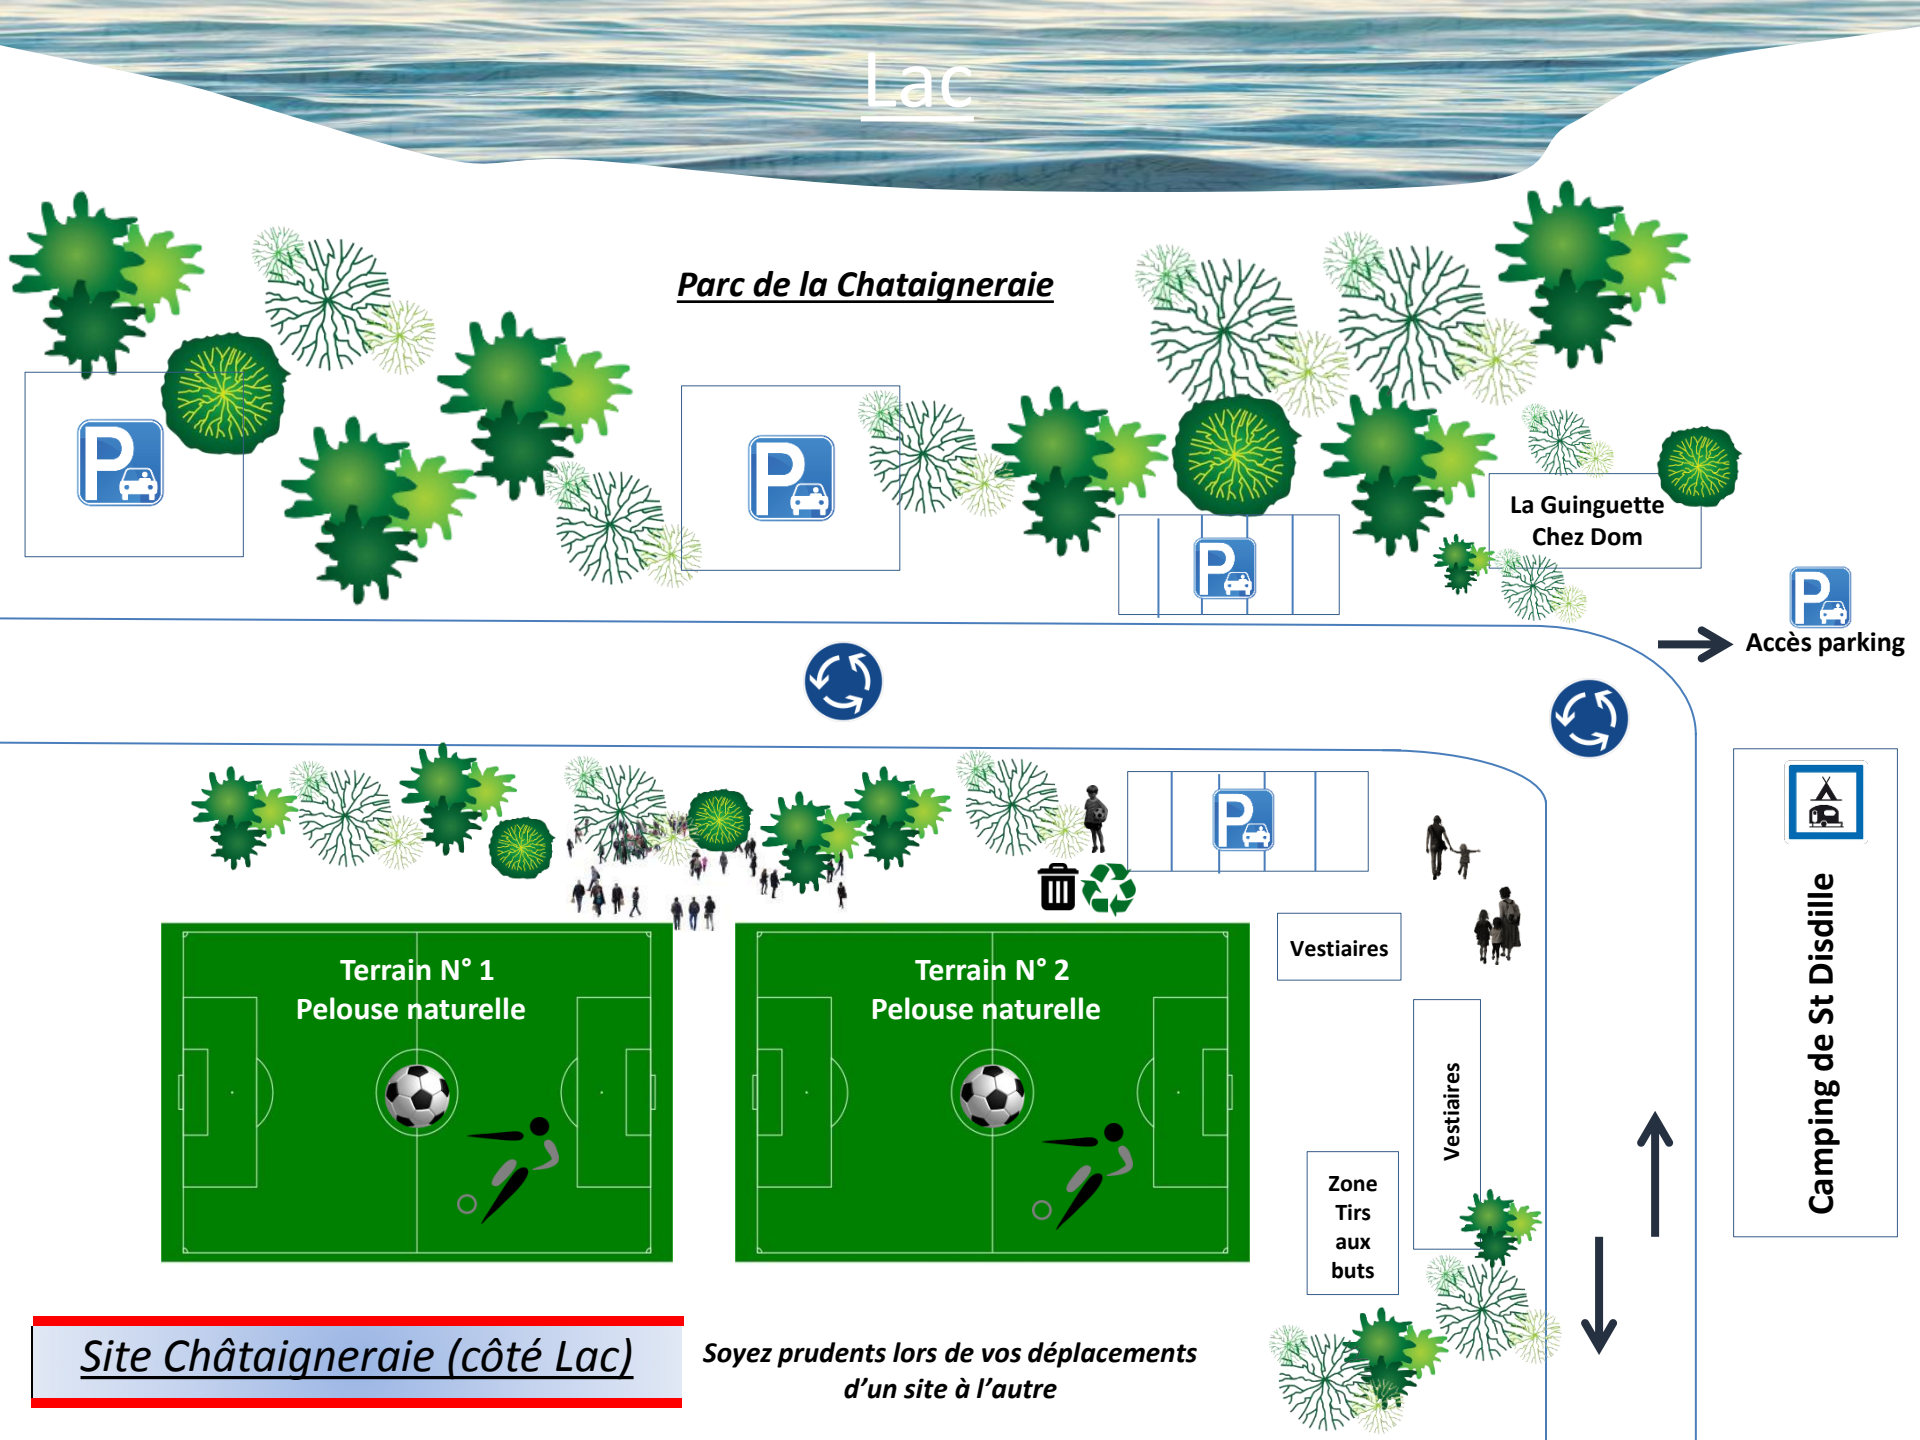 Lac
Parc de la Chataigneraie
P
P
P
La Guinguette
Chez Dom
P
Accès parking
P
Vestiaires
Camping de St Disdille
Terrain N° 1
Pelouse naturelle
Terrain N° 2
Pelouse naturelle
Vestiaires
Zone
Tirs
aux
buts
Site Châtaigneraie (côté Lac)
Soyez prudents lors de vos déplacements
d’un site à l’autre